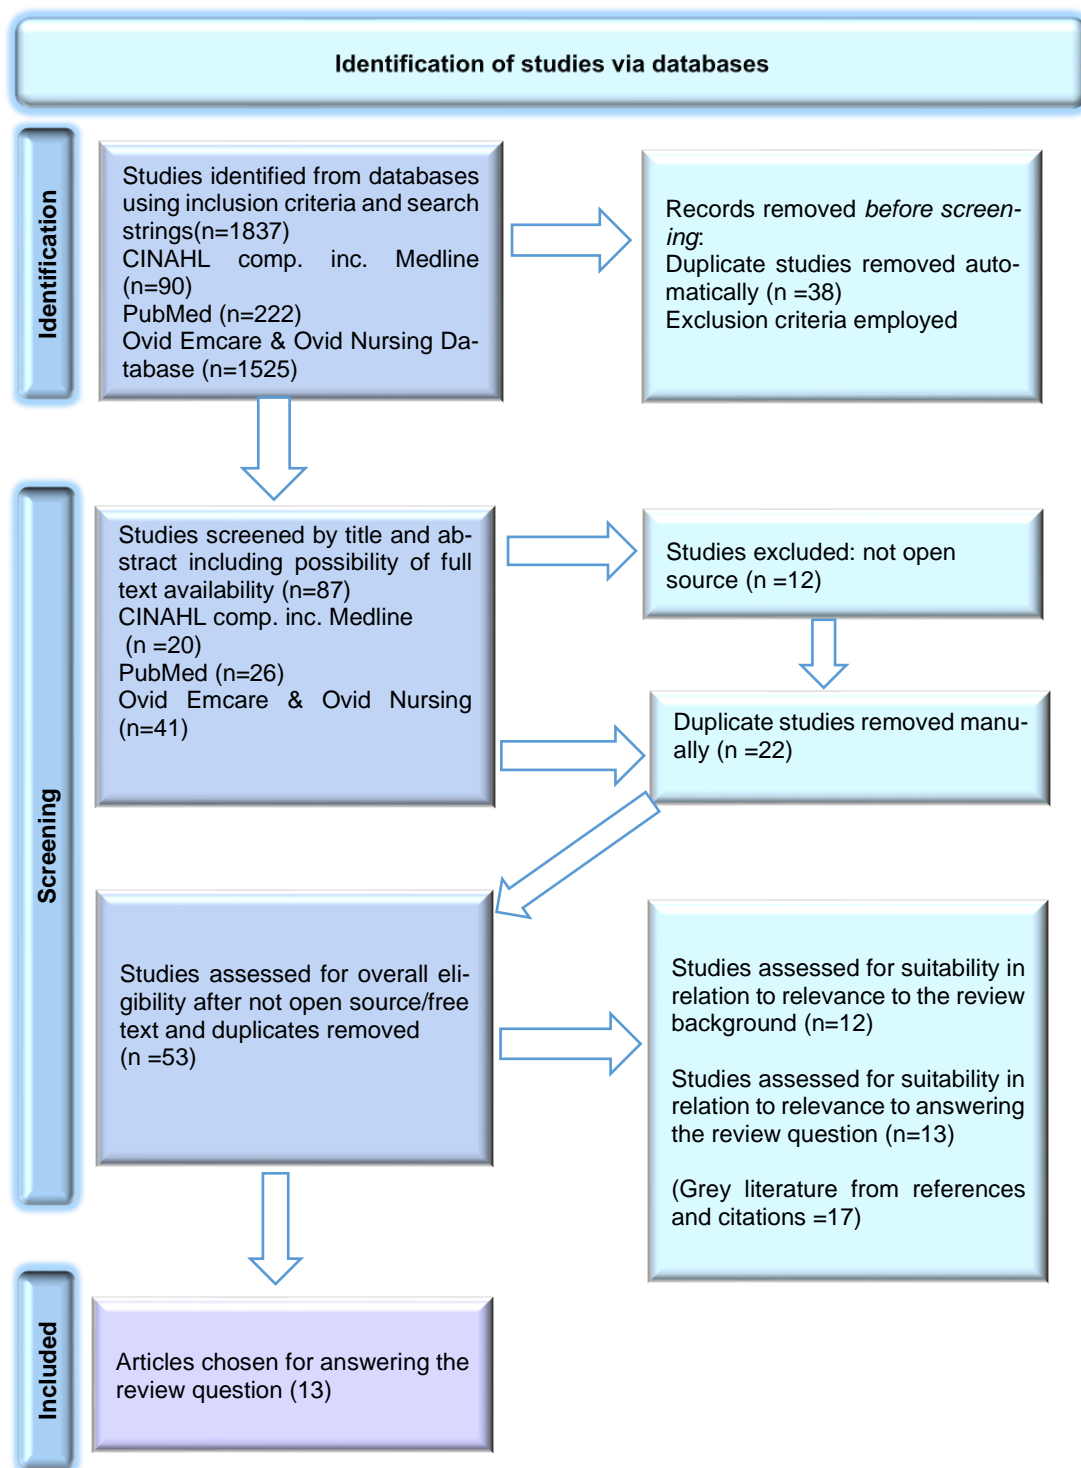 Identification of studies via databases
Identification
Studies identified from databases
using inclusion criteria and search
strings(n=1837)
CINAHL comp. inc. Medline
(n=90)
PubMed (n=222)
Ovid Emcare & Ovid Nursing Da-
tabase (n=1525)
Records removed before screen-
ing:
Duplicate studies removed auto-
matically (n =38)
Exclusion criteria employed
Screening
Studies screened by title and ab-
stract including possibility of full
text availability (n=87)
CINAHL comp. inc. Medline
(n =20)
PubMed (n=26)
Ovid Emcare & Ovid Nursing
(n=41)
Studies excluded: not open
source (n =12)
Duplicate studies removed manu-
ally (n =22)
Studies assessed for overall eli-
gibility after not open source/free
text and duplicates removed
(n =53)
Studies assessed for suitability in
relation to relevance to the review
background (n=12)
Studies assessed for suitability in
relation to relevance to answering
the review question (n=13)
(Grey literature from references
and citations =17)
Included
Articles chosen for answering the
review question (13)